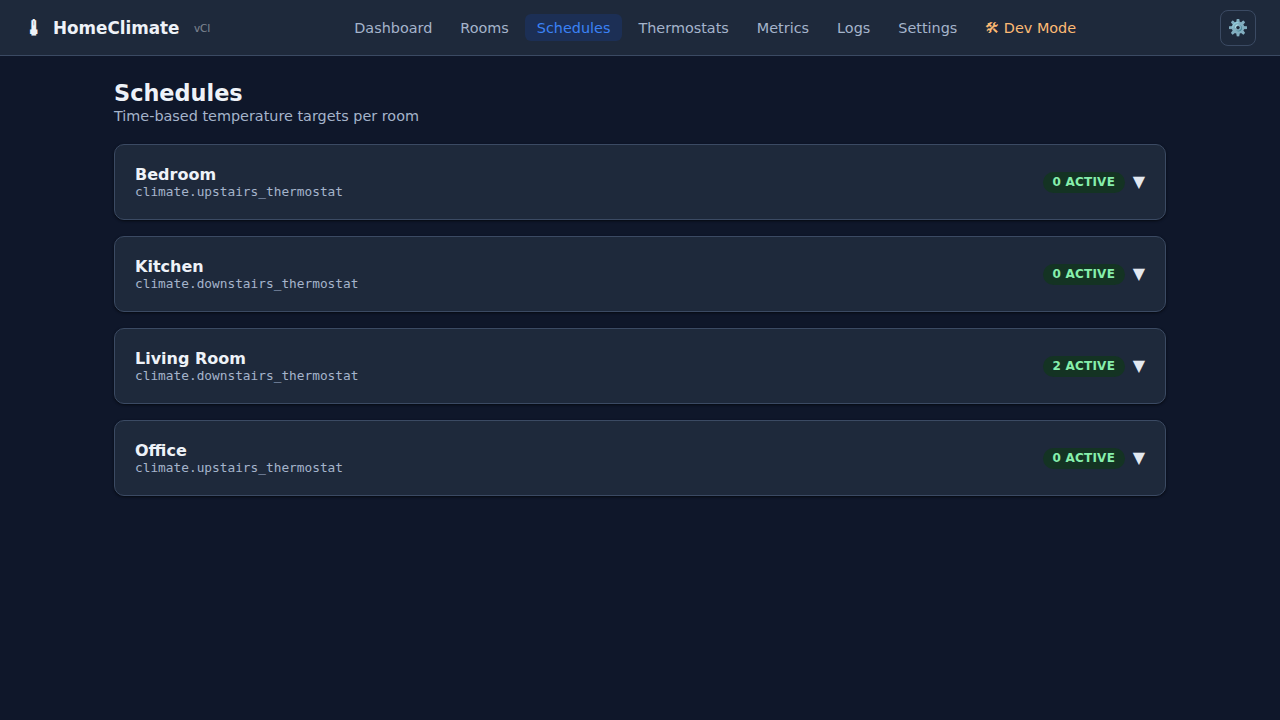 HomeClimate vCI Dashboard Rooms Schedules Thermostats Metrics Logs Settings 🛠 Dev Mode
Schedules
Time-based temperature targets per room
Bedroom
climate.upstairs_thermostat
0 ACTIVE ▼
Kitchen
climate.downstairs_thermostat
0 ACTIVE ▼
Living Room
climate.downstairs_thermostat
2 ACTIVE ▼
Office
climate.upstairs_thermostat
0 ACTIVE ▼